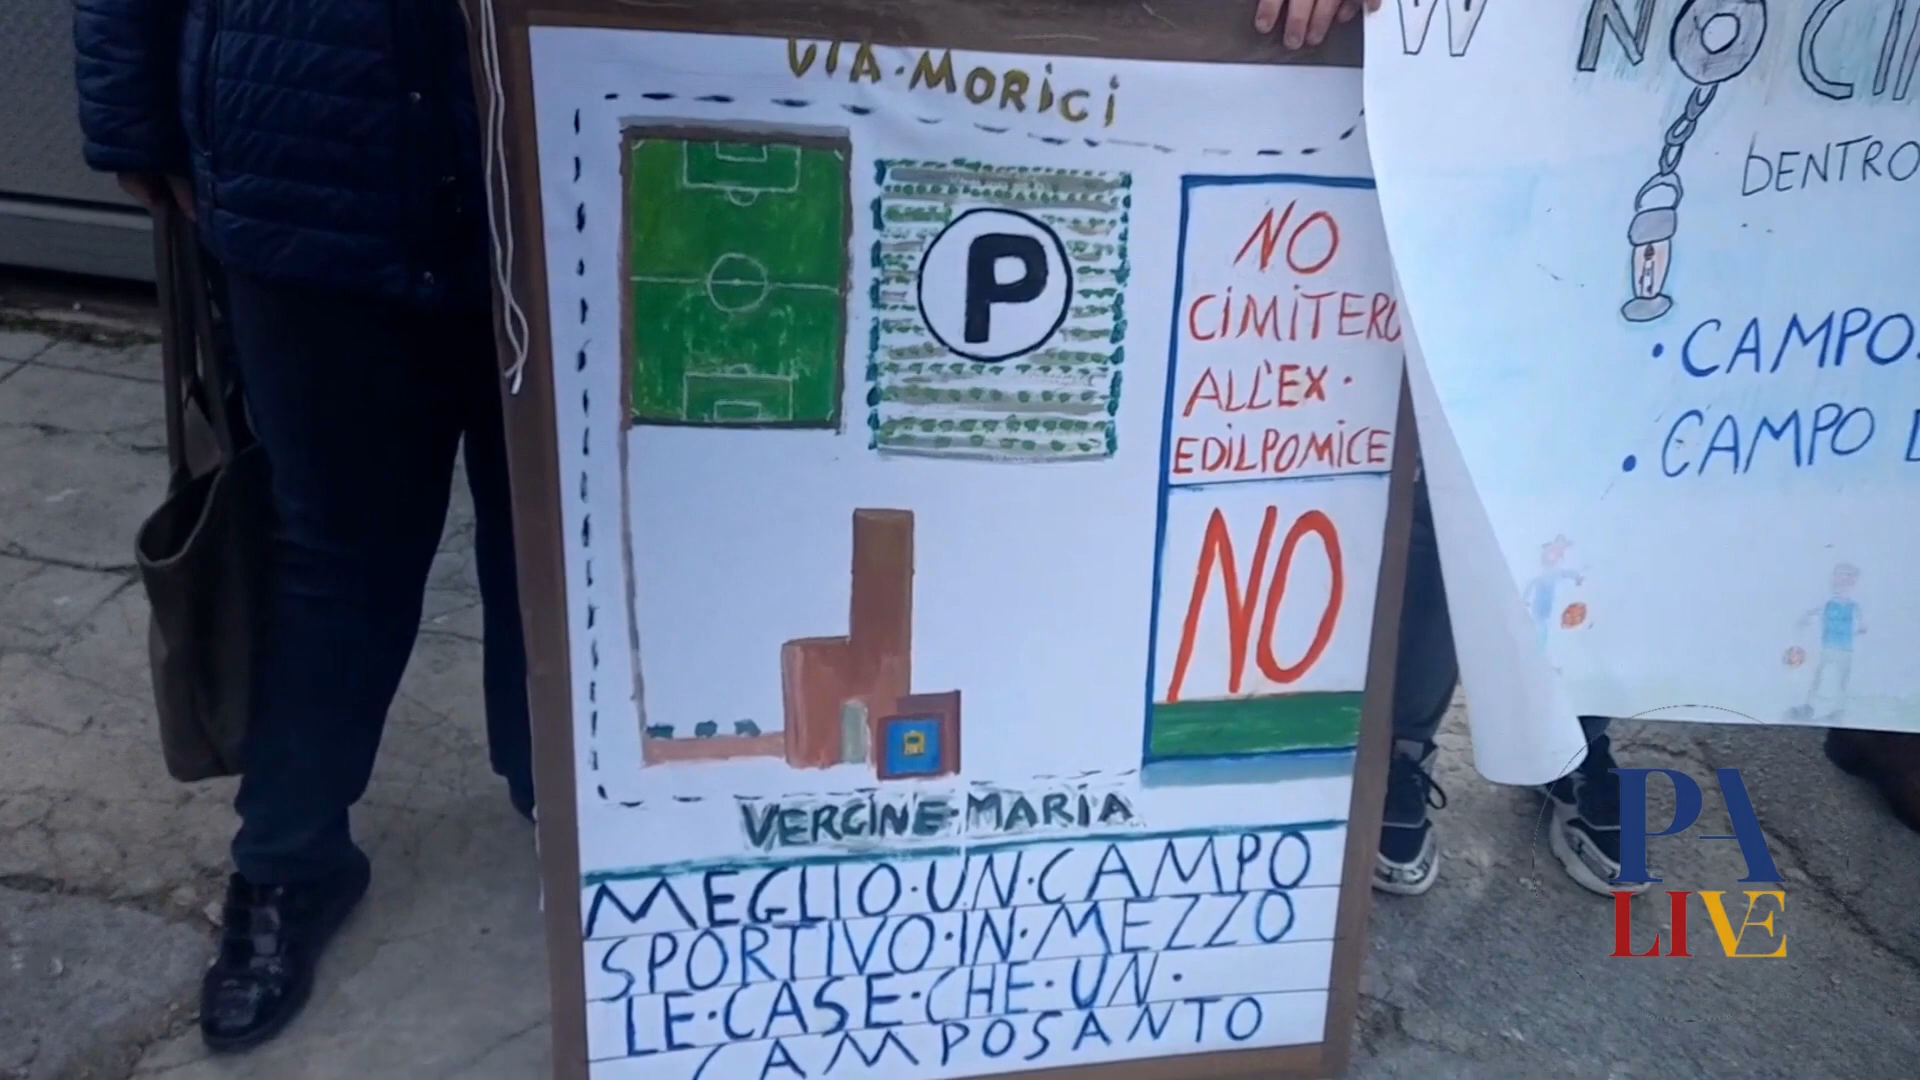 VIA·MORICI
P
NO
CIMITERO
ALL'EX·
EDILPOMICE
NO
VERGINE·MARIA
MEGLIO·UN·CAMPO
SPORTIVO·IN·MEZZO
LE·CASE·CHE·UN·
CAMPOSANTO
W NO CI
DENTRO
• CAMPO
• CAMPO
PA
LIVE